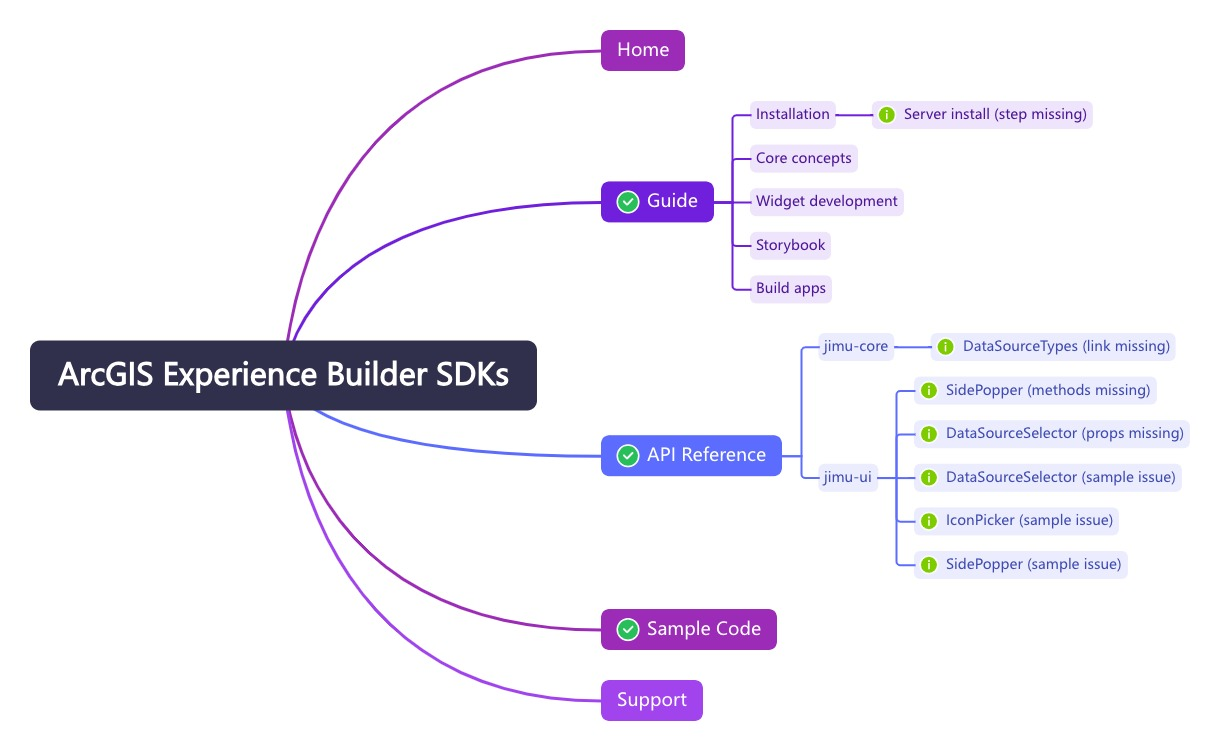 Home
Installation
Server install (step missing)
Core concepts
Guide
Widget development
Storybook
Build apps
ArcGIS Experience Builder SDKs
jimu-core
DataSourceTypes (link missing)
SidePopper (methods missing)
DataSourceSelector (props missing)
API Reference
jimu-ui
DataSourceSelector (sample issue)
IconPicker (sample issue)
SidePopper (sample issue)
Sample Code
Support